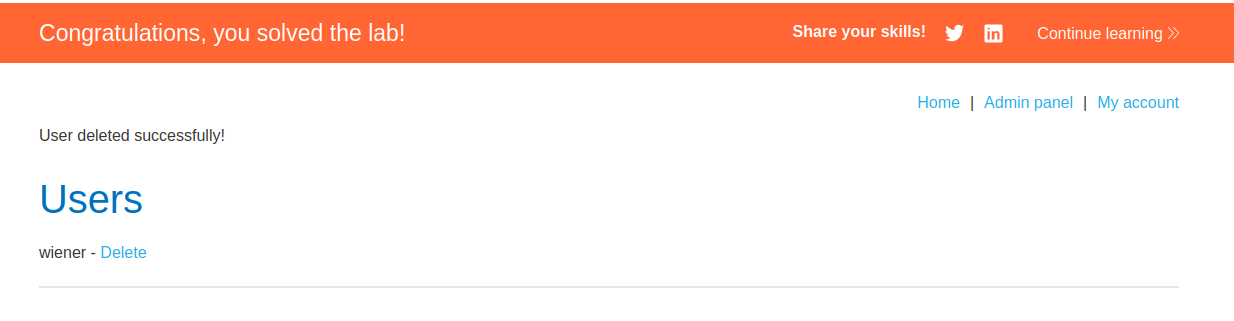 Congratulations, you solved the lab!
Share your skills!
Continue learning
Home | Admin panel | My account
User deleted successfully!
Users
wiener - Delete